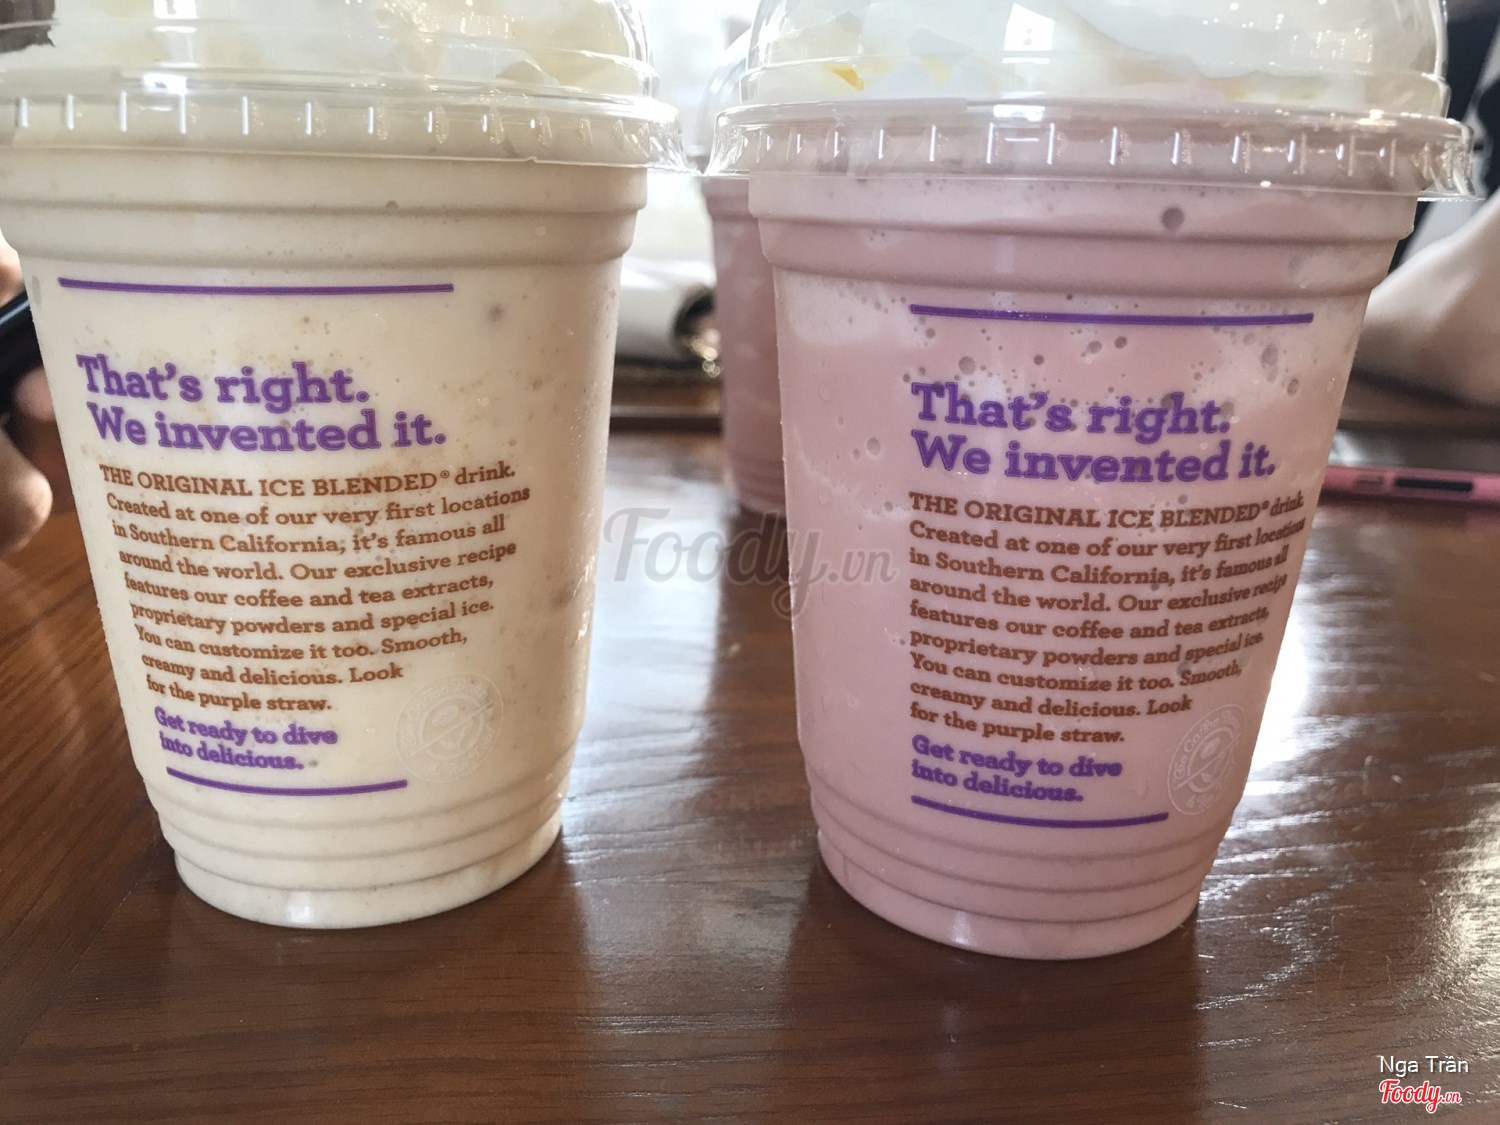 That's right.
We invented it.
THE ORIGINAL ICE BLENDED® drink.
Created at one of our very first locations
in Southern California, it's famous all
around the world. Our exclusive recipe
features our coffee and tea extracts,
proprietary powders and special ice.
You can customize it too. Smooth,
creamy and delicious. Look
for the purple straw.
Get ready to dive
into delicious.
That's right.
We invented it.
THE ORIGINAL ICE BLENDED® drink.
Created at one of our very first locations
in Southern California, it's famous all
around the world. Our exclusive recipe
features our coffee and tea extracts,
proprietary powders and special ice.
You can customize it too. Smooth,
creamy and delicious. Look
for the purple straw.
Get ready to dive
into delicious.
The Coffee
Foody.vn
Nga Trần
Foody.vn